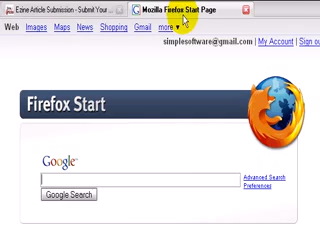 Ezine Article Submission - Submit Your ...
Mozilla Firefox Start Page
Web Images Maps News Shopping Gmail more ▼
simplesoftware@gmail.com | My Account | Sign ou
Firefox Start
Google
Advanced Search
Preferences
Google Search